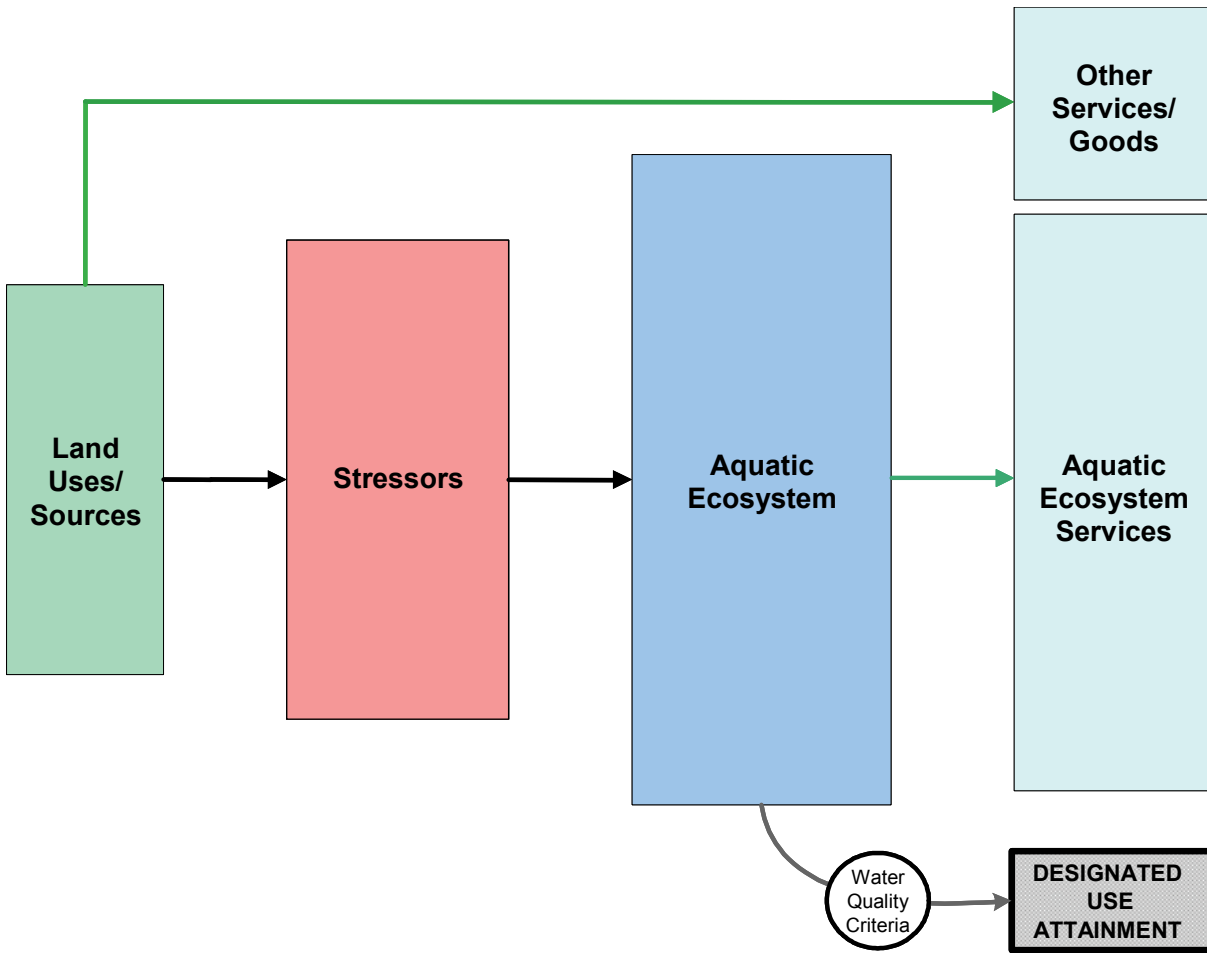 Other
Services/
Goods
Land
Uses/
Sources
Stressors
Aquatic
Ecosystem
Aquatic
Ecosystem
Services
Water
Quality
Criteria
DESIGNATED
USE
ATTAINMENT